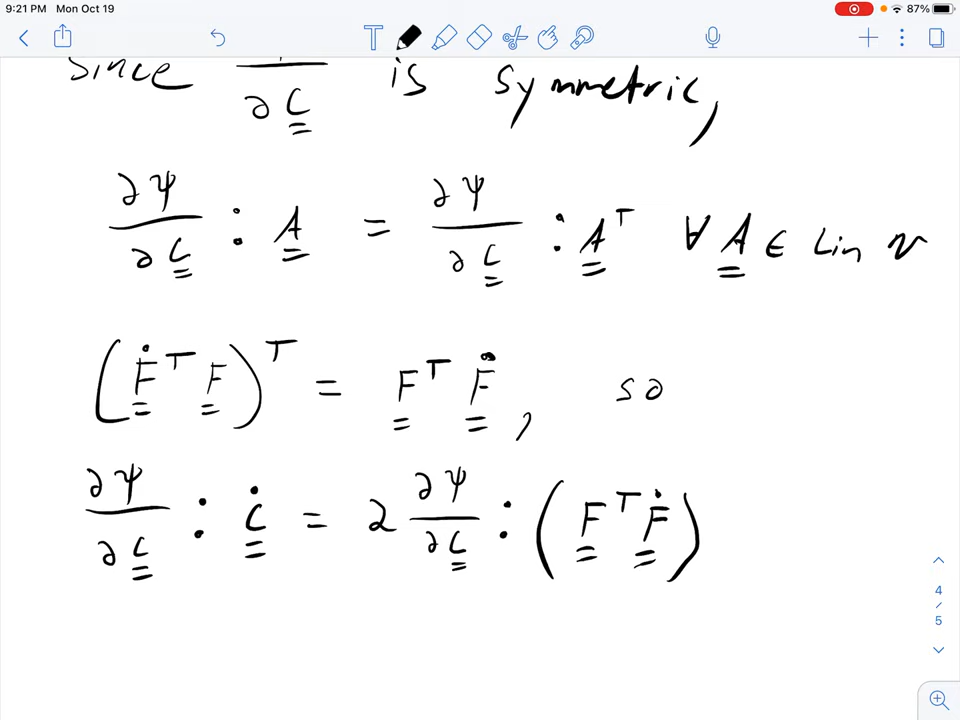 9:21 PM Mon Oct 19 87%
T
Since ∂C is symmetric,
∂Ψ/∂C : A = ∂Ψ/∂C : Aᵀ ∀ A ∈ Lin V
(Ḟᵀ F)ᵀ = Fᵀ Ḟ, so
∂Ψ/∂C : Ċ = 2 ∂Ψ/∂C : (Fᵀ Ḟ)
4
/
5